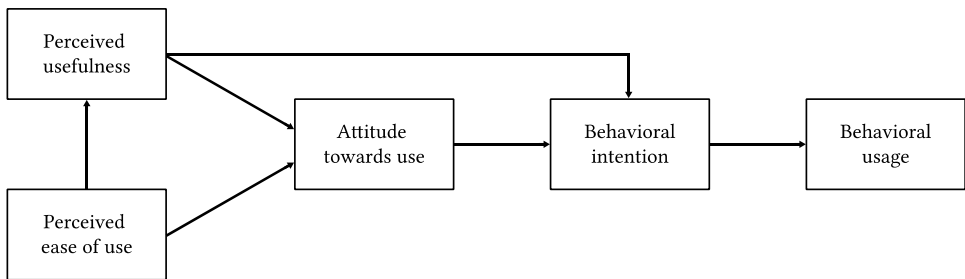 Perceived
usefulness
Attitude
towards use
Behavioral
intention
Behavioral
usage
Perceived
ease of use